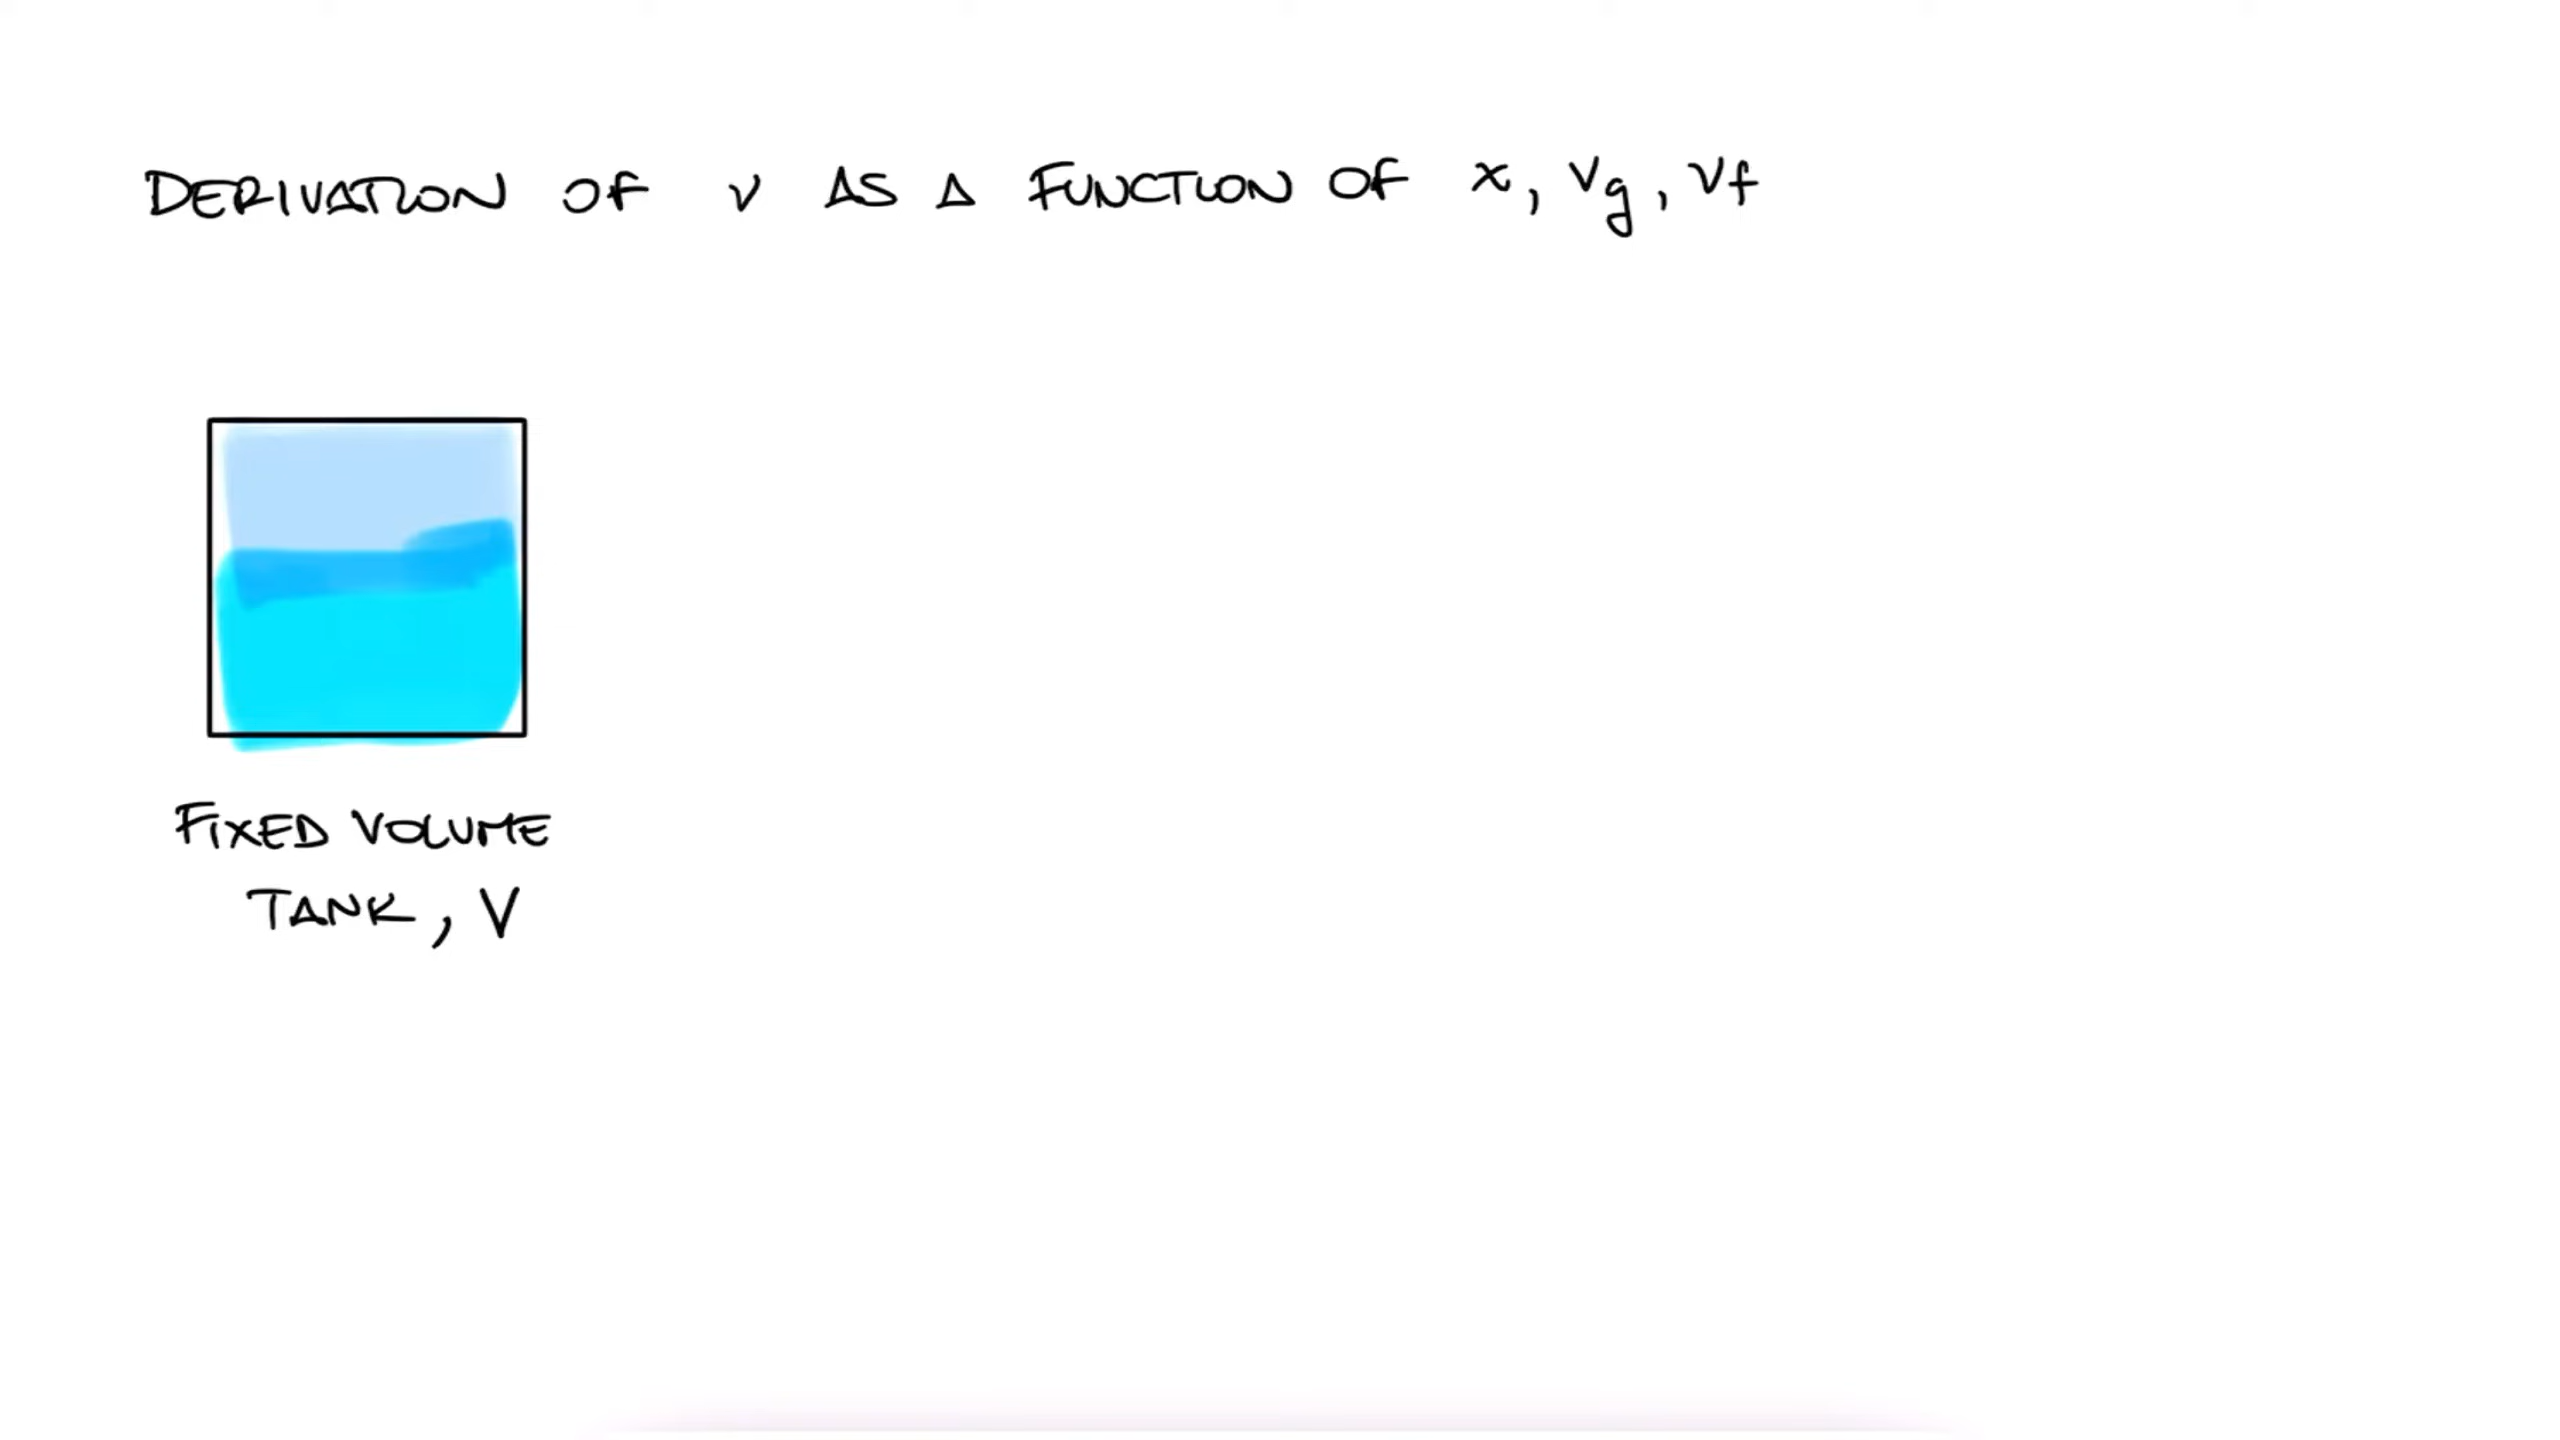 DERIVATION OF v AS A FUNCTION OF x, vg, vf
FIXED VOLUME
TANK, V